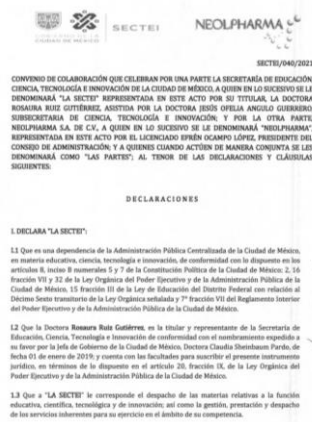 SECTEI
NEOLPHARMA
CIUDAD DE MÉXICO
SECTEI/040/2021
CONVENIO DE COLABORACIÓN QUE CELEBRAN POR UNA PARTE LA SECRETARÍA DE EDUCACIÓN
CIENCIA, TECNOLOGÍA E INNOVACIÓN DE LA CIUDAD DE MÉXICO, A QUIEN EN LO SUCESIVO SE LE
DENOMINARÁ "LA SECTEI" REPRESENTADA EN ESTE ACTO POR SU TITULAR, LA DOCTORA
ROSAURA RUIZ GUTIÉRREZ, ASISTIDA POR LA DOCTORA JESÚS OFELIA ANGULO GUERRERO,
SUBSECRETARIA DE CIENCIA, TECNOLOGÍA E INNOVACIÓN; Y POR LA OTRA PARTE,
NEOLPHARMA S.A. DE C.V., A QUIEN EN LO SUCESIVO SE LE DENOMINARÁ "NEOLPHARMA"
REPRESENTADA EN ESTE ACTO POR EL LICENCIADO EFRÉN OCAMPO LÓPEZ, PRESIDENTE DEL
CONSEJO DE ADMINISTRACIÓN; Y A QUIENES CUANDO ACTÚEN DE MANERA CONJUNTA SE LES
DENOMINARÁ COMO "LAS PARTES"; AL TENOR DE LAS DECLARACIONES Y CLÁUSULAS
SIGUIENTES:
DECLARACIONES
I. DECLARA "LA SECTEI":
I.1 Que es una dependencia de la Administración Pública Centralizada de la Ciudad de México,
en materia educativa, ciencia, tecnología e innovación, de conformidad con lo dispuesto en los
artículos 8, inciso B numerales 5 y 7 de la Constitución Política de la Ciudad de México; 2, 16
fracción VII y 32 de la Ley Orgánica del Poder Ejecutivo y de la Administración Pública de la
Ciudad de México, 15 fracción III de la Ley de Educación del Distrito Federal con relación al
Décimo Sexto transitorio de la Ley Orgánica señalada y 7º fracción VII del Reglamento Interior
del Poder Ejecutivo y de la Administración Pública de la Ciudad de México.
I.2 Que la Doctora Rosaura Ruiz Gutiérrez, es la titular y representante de la Secretaría de
Educación, Ciencia, Tecnología e Innovación de conformidad con el nombramiento expedido a
su favor por la Jefa de Gobierno de la Ciudad de México, Doctora Claudia Sheinbaum Pardo, de
fecha 01 de enero de 2019; y cuenta con las facultades para suscribir el presente instrumento
jurídico, en términos de lo dispuesto en el artículo 20, fracción IX, de la Ley Orgánica del
Poder Ejecutivo y de la Administración Pública de la Ciudad de México.
1.3 Que a "LA SECTEI" le corresponde el despacho de las materias relativas a la función
educativa, científica, tecnológica y de innovación; así como la gestión, prestación y despacho
de los servicios inherentes para su ejercicio en el ámbito de su competencia.